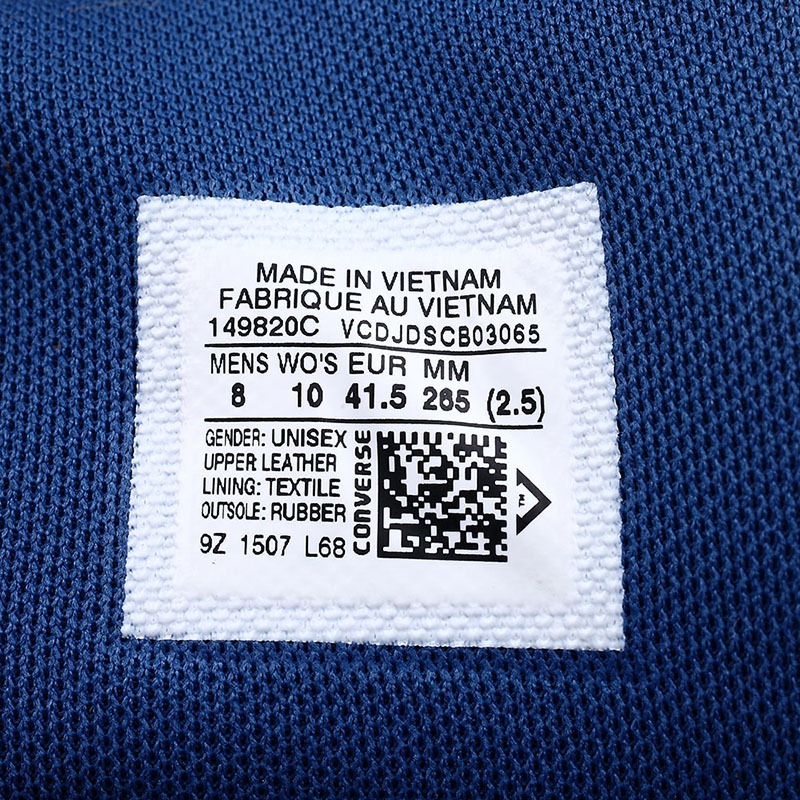 MADE IN VIETNAM
FABRIQUE AU VIETNAM
149820C VCDJDSCB03065
MENS WO'S EUR MM
8 10 41.5 265 (2.5)
GENDER: UNISEX
UPPER LEATHER
LINING: TEXTILE
OUTSOLE: RUBBER
9Z 1507 L68
CONVERSE
TM